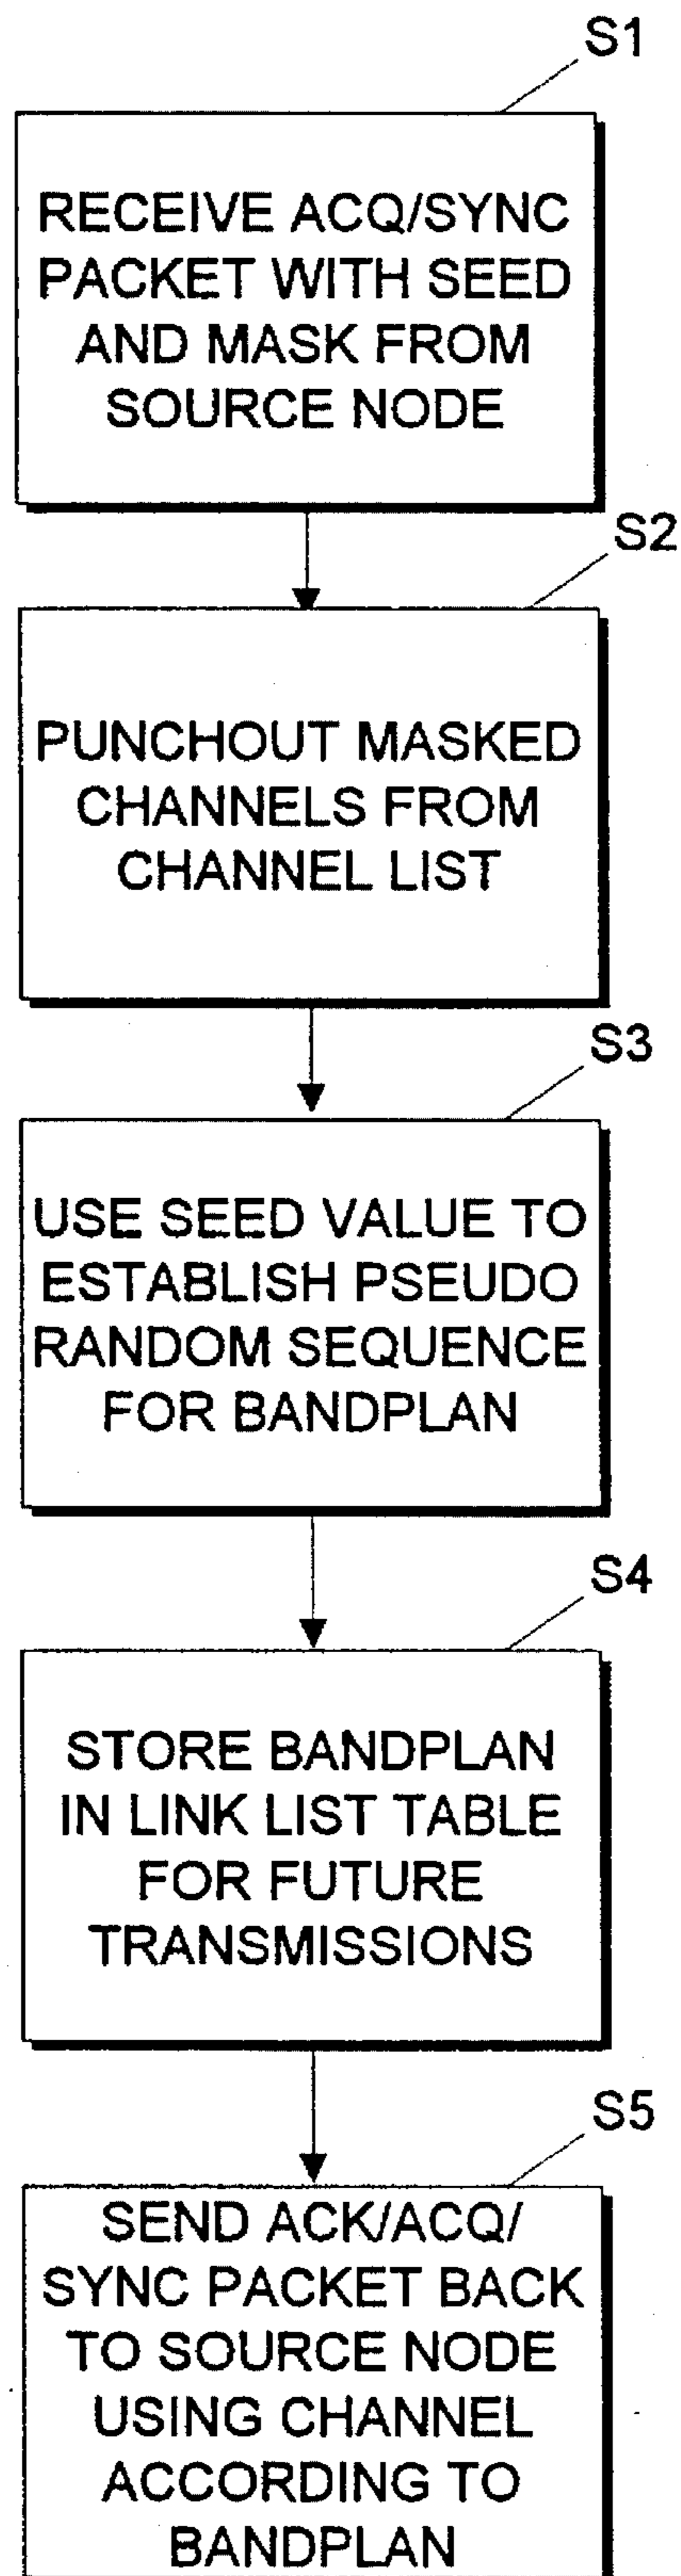 S1
RECEIVE ACQ/SYNC
PACKET WITH SEED
AND MASK FROM
SOURCE NODE
S2
PUNCHOUT MASKED
CHANNELS FROM
CHANNEL LIST
S3
USE SEED VALUE TO
ESTABLISH PSEUDO
RANDOM SEQUENCE
FOR BANDPLAN
S4
STORE BANDPLAN
IN LINK LIST TABLE
FOR FUTURE
TRANSMISSIONS
S5
SEND ACK/ACQ/
SYNC PACKET BACK
TO SOURCE NODE
USING CHANNEL
ACCORDING TO
BANDPLAN